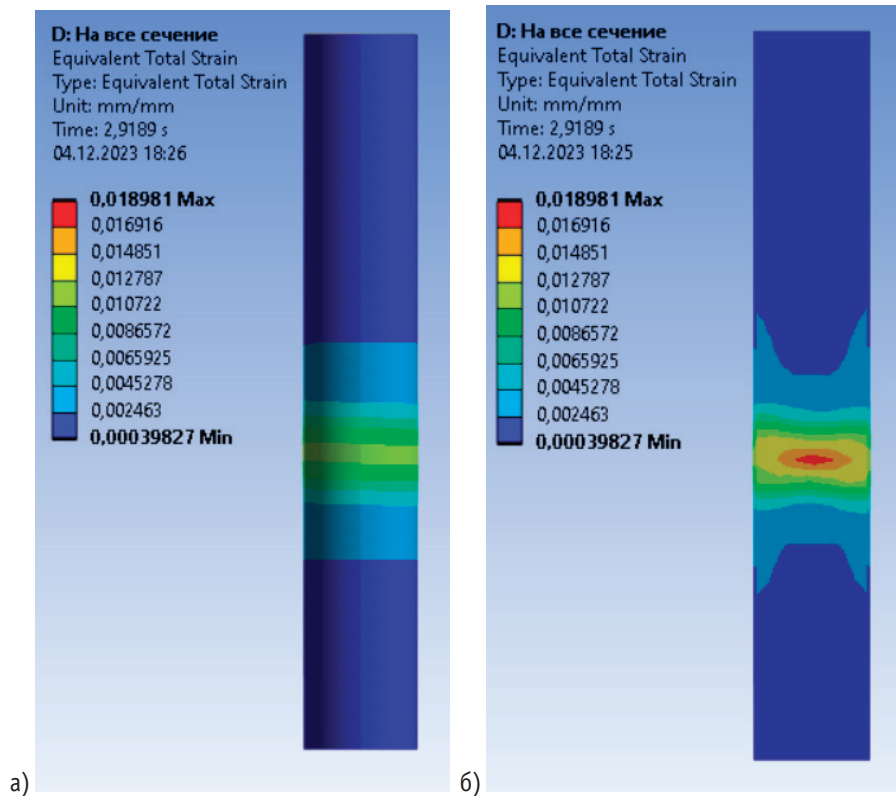 D: На все сечение
Equivalent Total Strain
Type: Equivalent Total Strain
Unit: mm/mm
Time: 2,9189 s
04.12.2023 18:26
0,018981 Max
0,016916
0,014851
0,012787
0,010722
0,0086572
0,0065925
0,0045278
0,002463
0,00039827 Min
а)
D: На все сечение
Equivalent Total Strain
Type: Equivalent Total Strain
Unit: mm/mm
Time: 2,9189 s
04.12.2023 18:25
0,018981 Max
0,016916
0,014851
0,012787
0,010722
0,0086572
0,0065925
0,0045278
0,002463
0,00039827 Min
б)